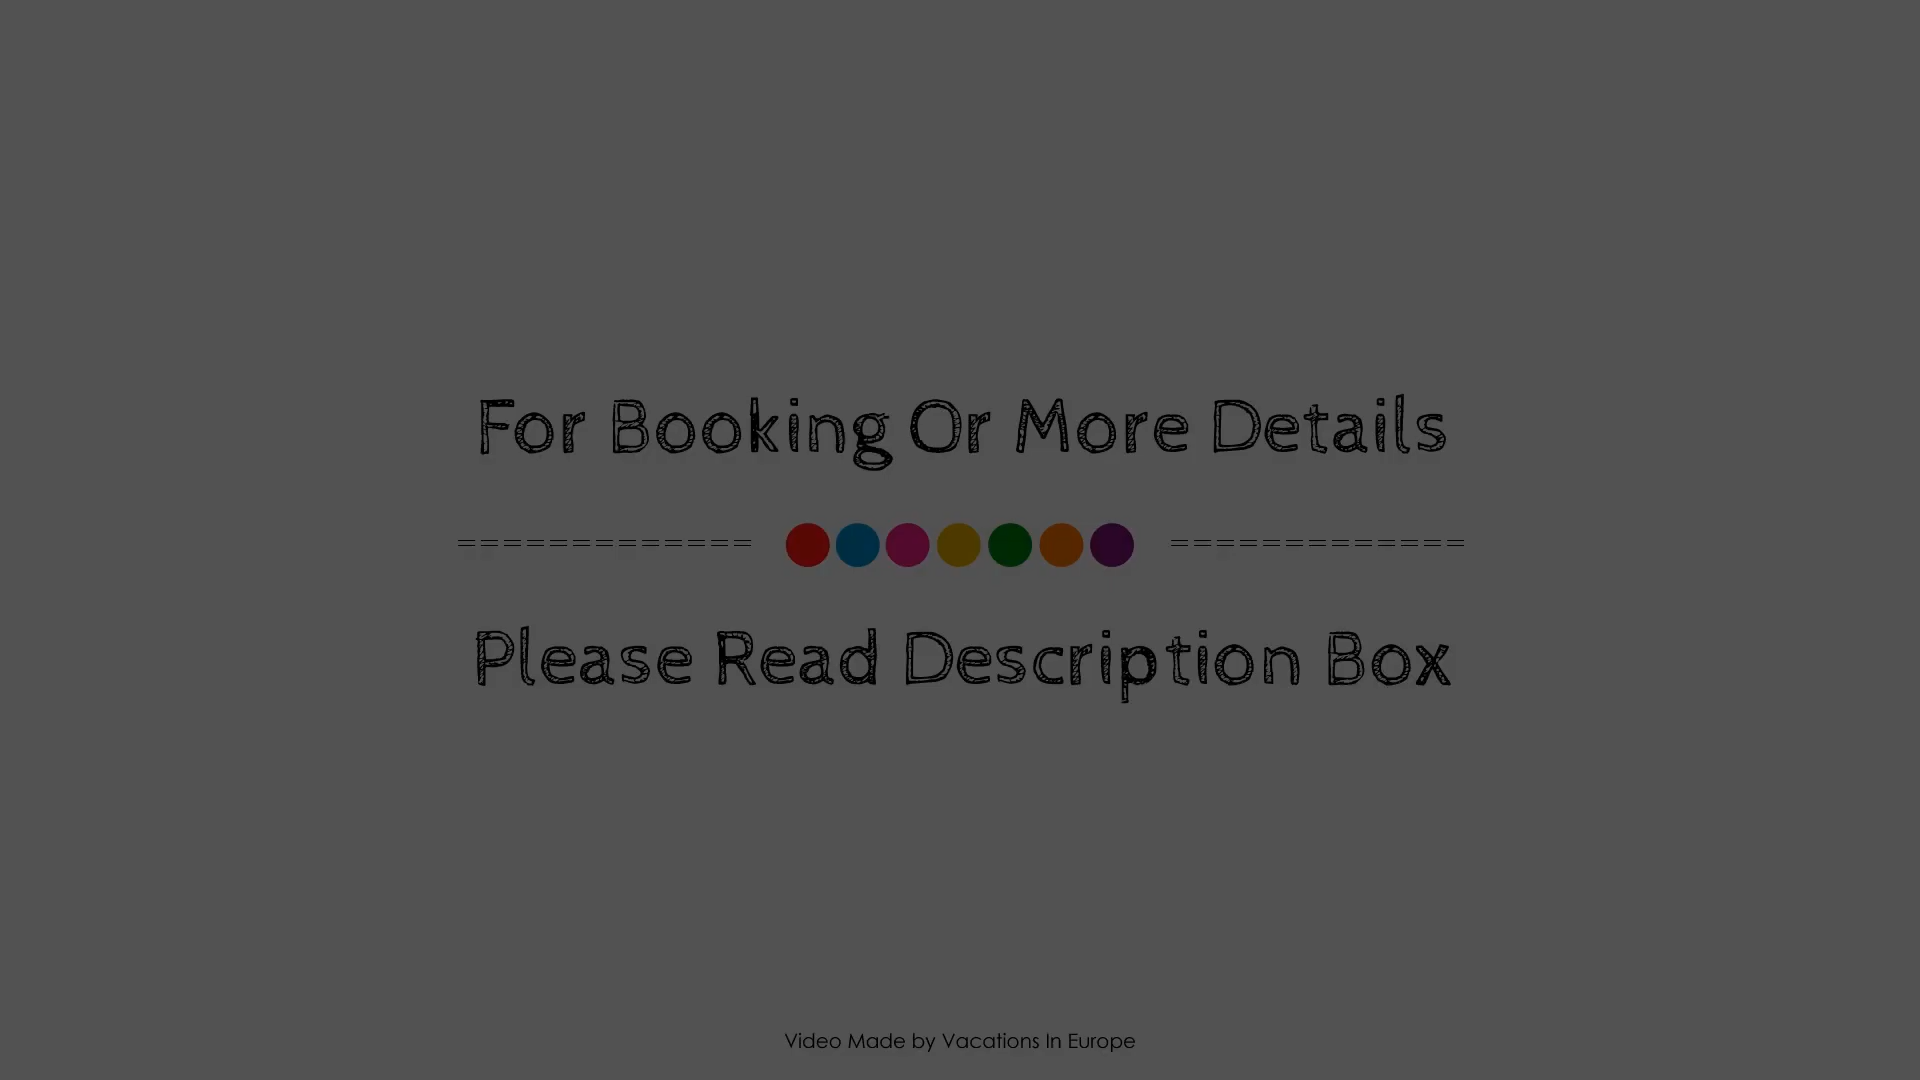 For Booking Or More Details
============= =============
Please Read Description Box
Video Made by Vacations In Europe